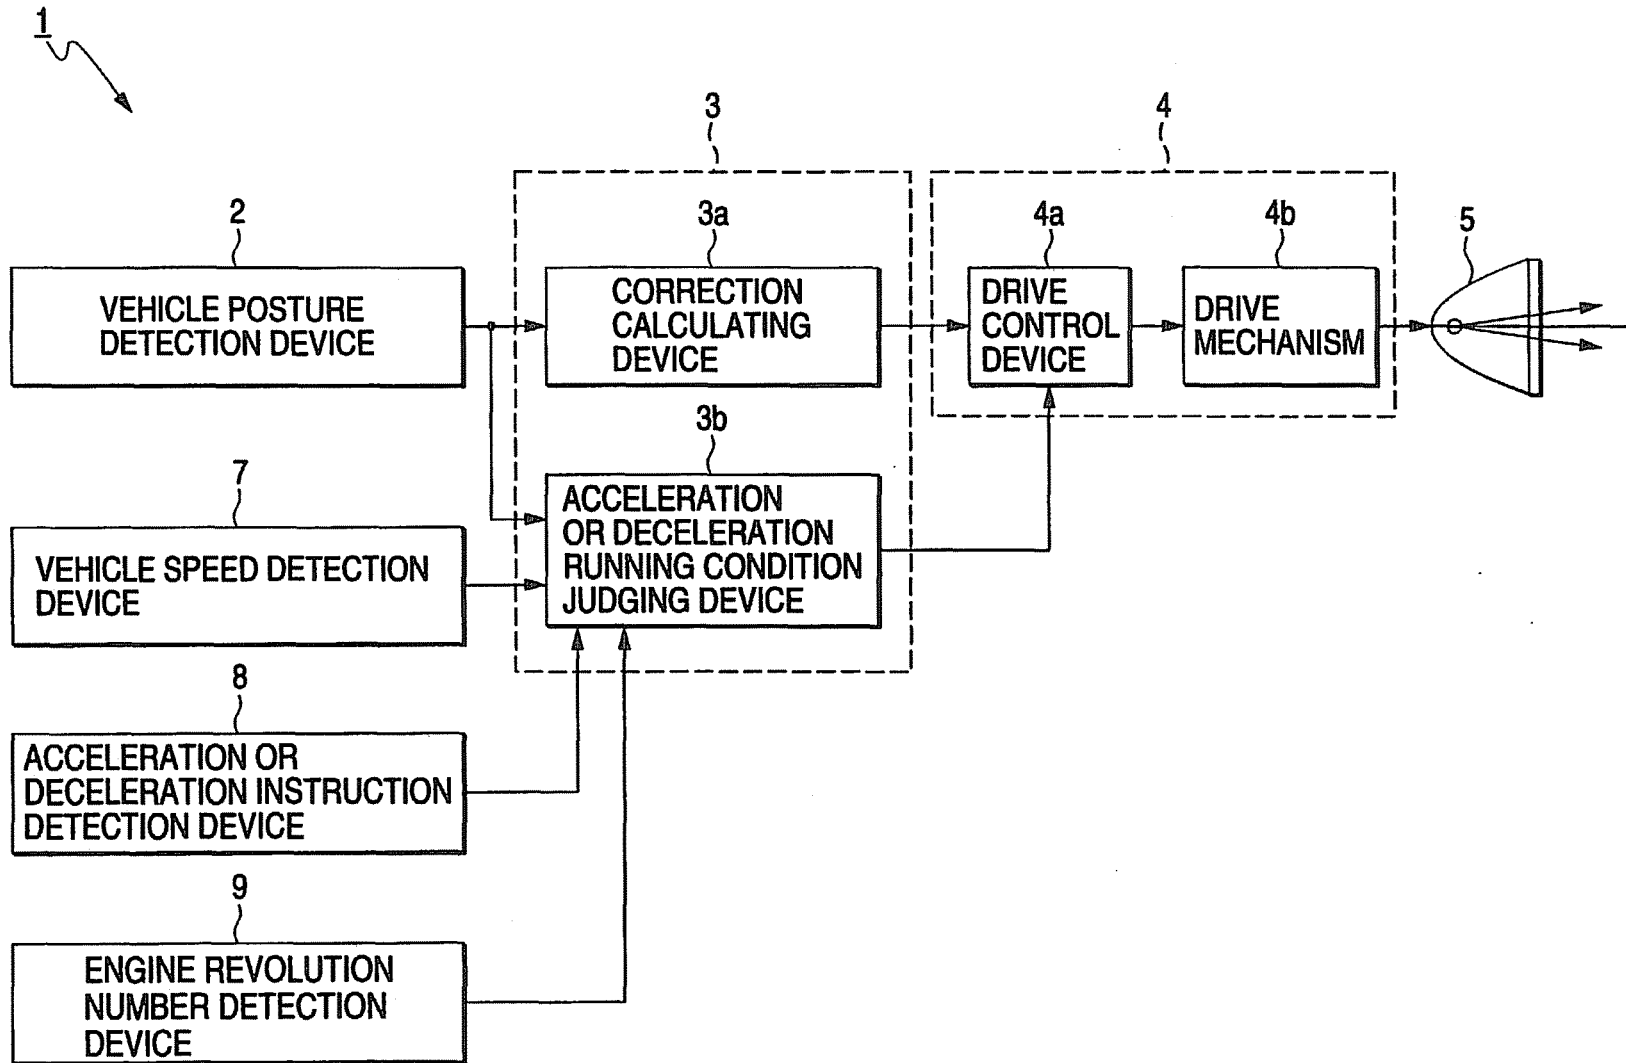 1
3
4
2
3a
4a
4b
5
VEHICLE POSTURE
DETECTION DEVICE
CORRECTION
CALCULATING
DEVICE
DRIVE
CONTROL
DEVICE
DRIVE
MECHANISM
7
3b
VEHICLE SPEED DETECTION
DEVICE
ACCELERATION
OR DECELERATION
RUNNING CONDITION
JUDGING DEVICE
8
ACCELERATION OR
DECELERATION INSTRUCTION
DETECTION DEVICE
9
ENGINE REVOLUTION
NUMBER DETECTION
DEVICE